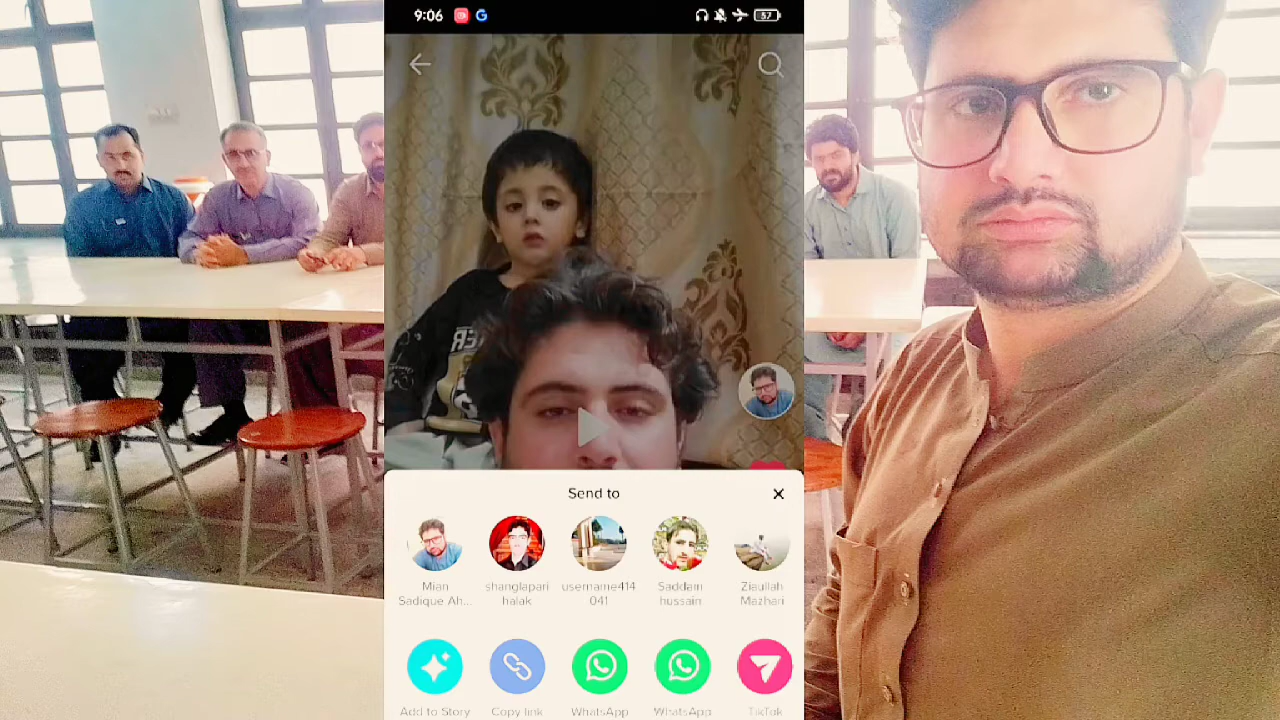 9:06
57
Send to
Mian
Sadique Ah...
shanglapari
halak
username414
041
Saddam
hussain
Ziaullah
Mazhari
Add to Story
Copy link
WhatsApp
WhatsApp
TikTok